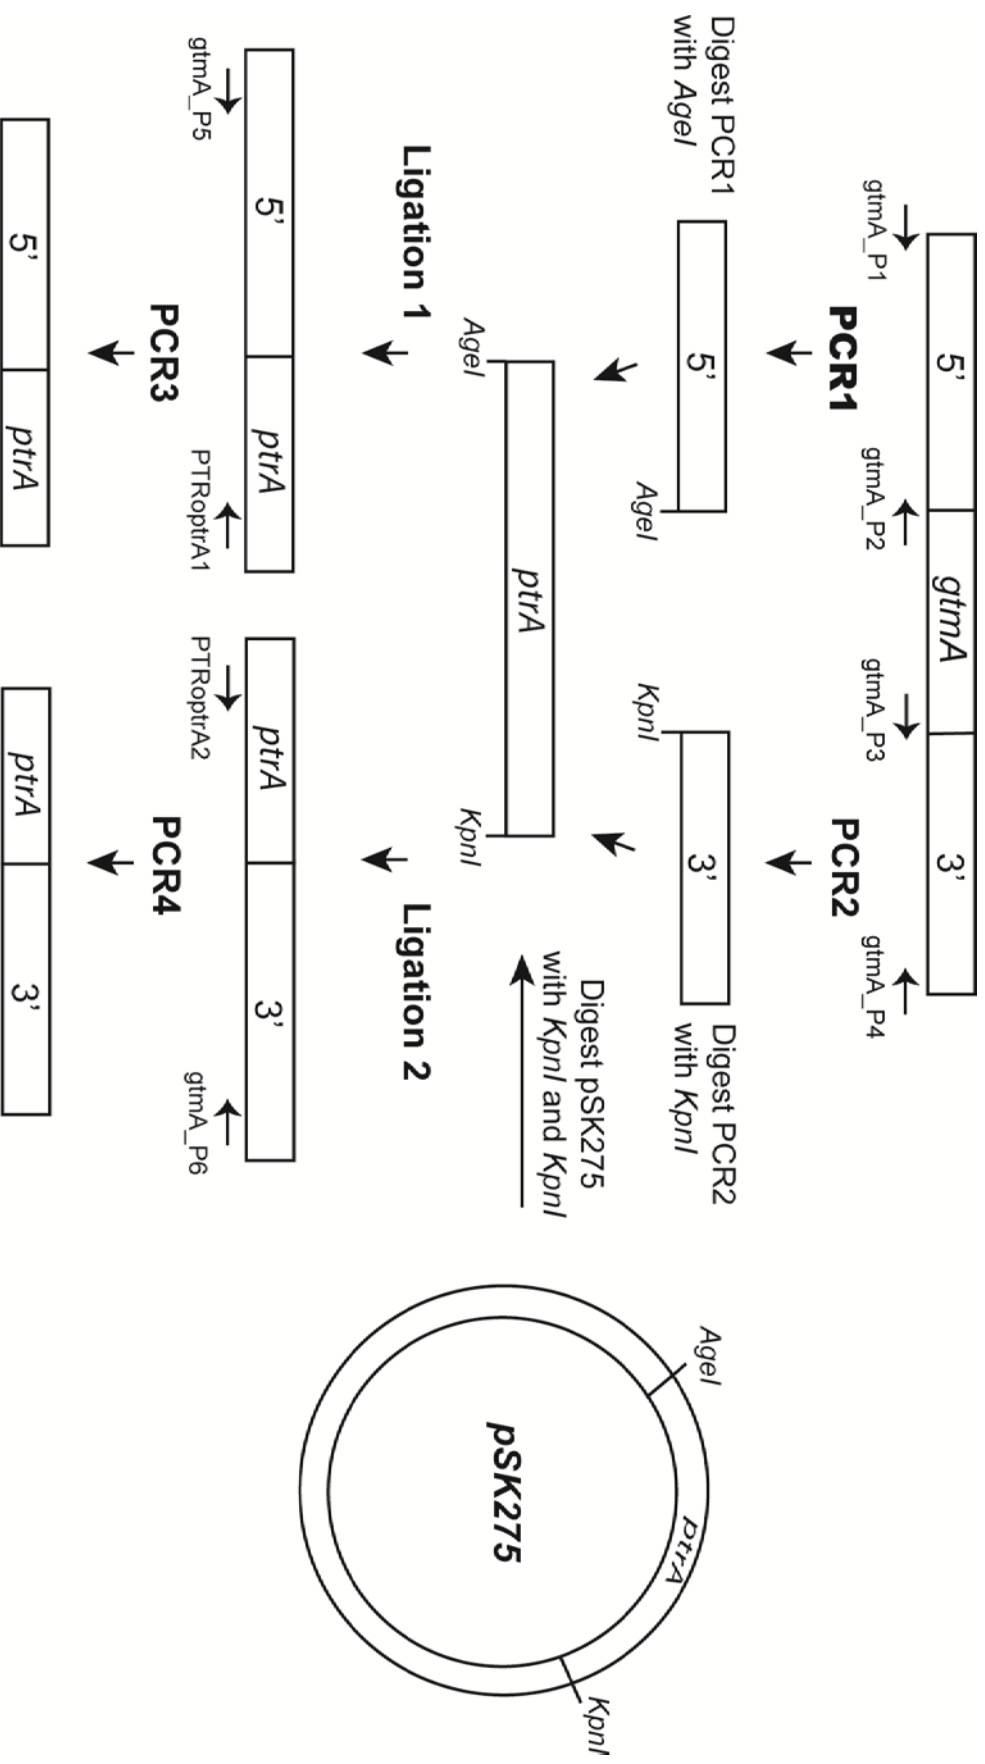 5’
gtmA
3’
gtmA_P1
gtmA_P2
gtmA_P3
gtmA_P4
PCR1
PCR2
Digest PCR1
with AgeI
5’
AgeI
3’
KpnI
Digest PCR2
with KpnI
AgeI
ptrA
KpnI
Digest pSK275
with KpnI and KpnI
AgeI
ptrA
KpnI
pSK275
Ligation 1
Ligation 2
5’
ptrA
gtmA_P5
PTRoptrA1
ptrA
3’
PTRoptrA2
gtmA_P6
PCR3
PCR4
5’
ptrA
ptrA
3’